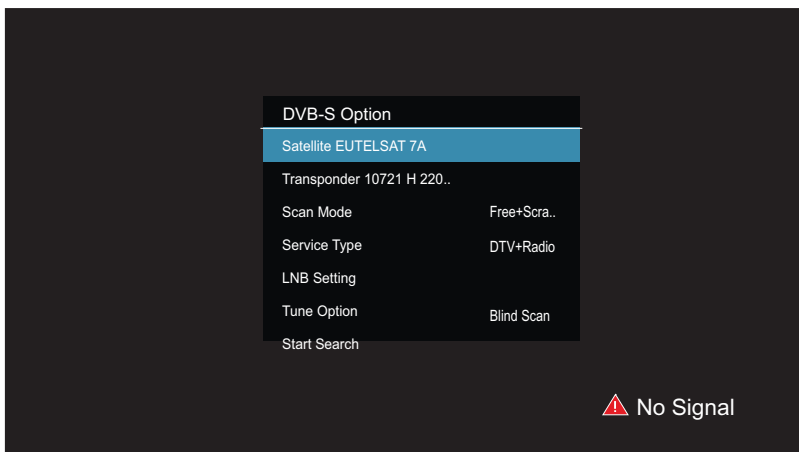 DVB-S Option
Satellite EUTELSAT 7A
Transponder 10721 H 220..
Scan Mode Free+Scra..
Service Type DTV+Radio
LNB Setting
Tune Option Blind Scan
Start Search
No Signal